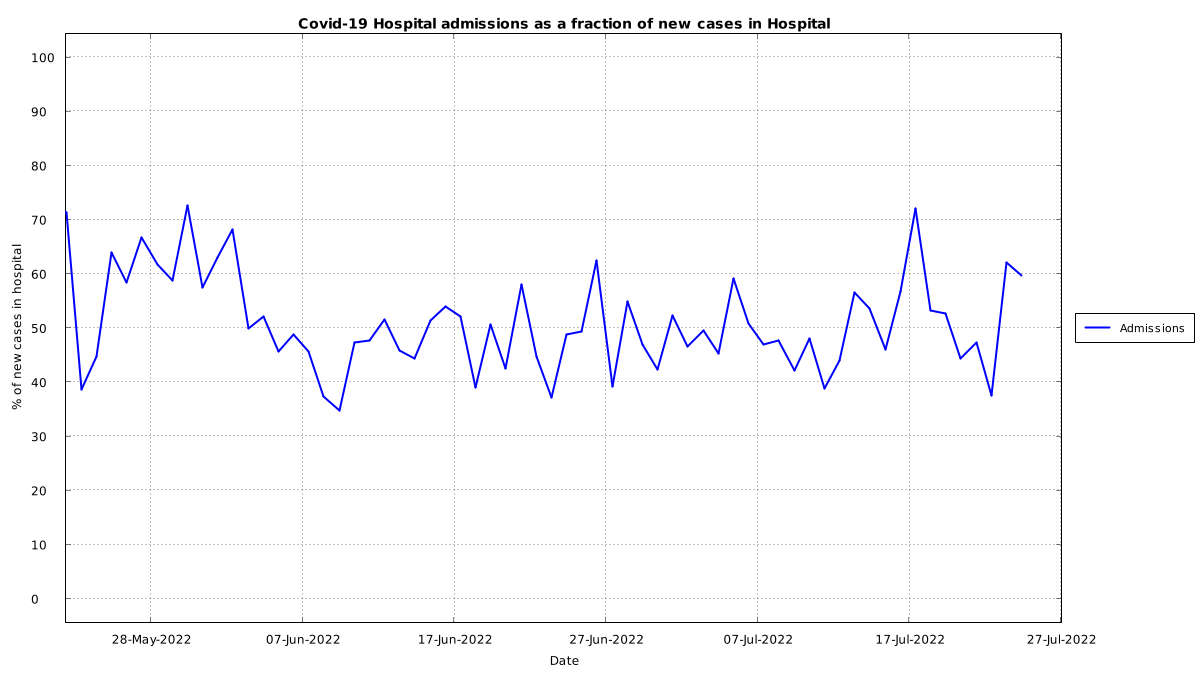 Covid-19 Hospital admissions as a fraction of new cases in Hospital
100
90
80
70
60
50
40
30
20
10
0
% of new cases in hospital
28-May-2022
07-Jun-2022
17-Jun-2022
27-Jun-2022
07-Jul-2022
17-Jul-2022
27-Jul-2022
Date
Admissions